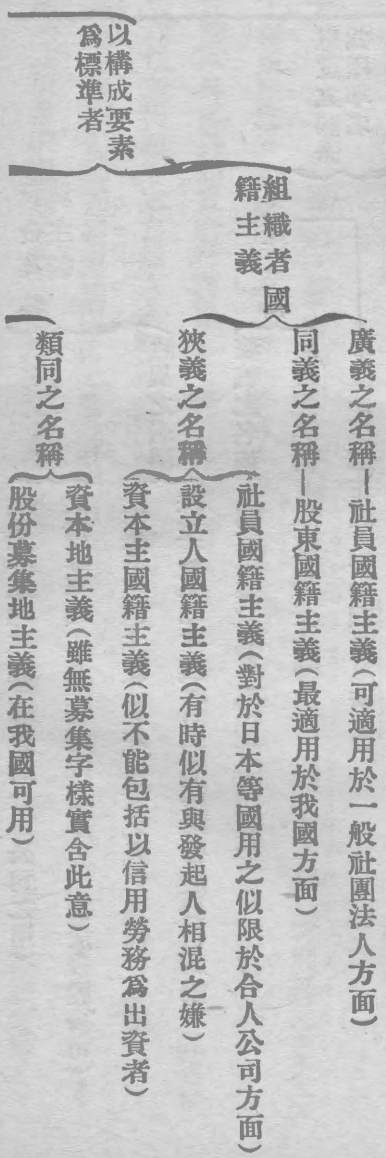 以構成要素
爲標準者
組織者國
籍主義
廣義之名稱—社員國籍主義(可適用於一般社團法人方面)
同義之名稱—股東國籍主義(最適用於我國方面)
狹義之名稱
社員國籍主義(對於日本等國用之似限於合人公司方面)
設立人國籍主義(有時似有與發起人相混之嫌)
資本主國籍主義(似不能包括以信用勞務爲出資者)
類同之名稱
資本地主義(雖無募集字樣實含此意)
股份募集地主義(在我國可用)